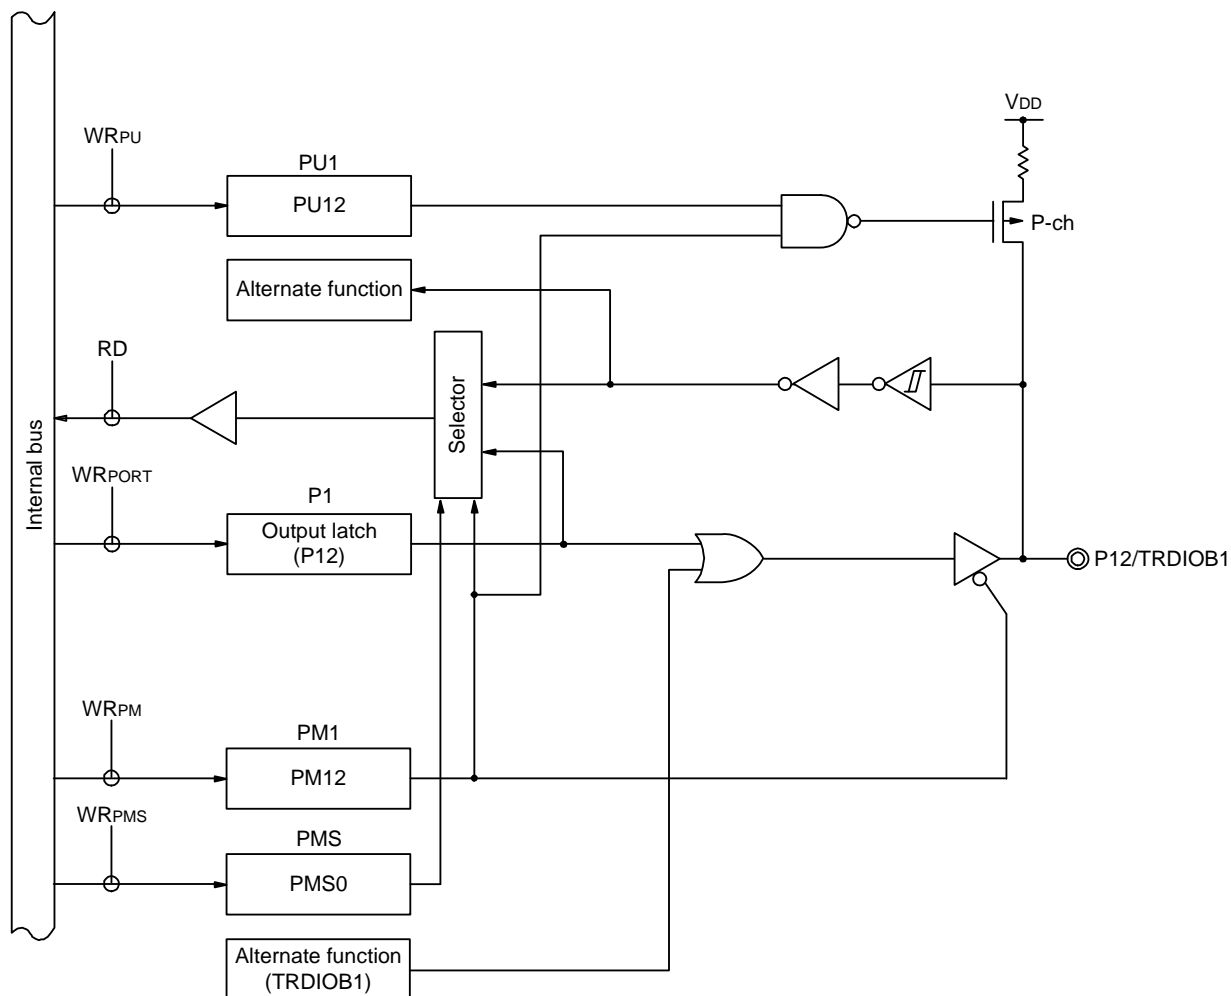 VDD
WRPU
PU1
PU12
P-ch
Alternate function
RD
Selector
Internal bus
WRPORT
P1
Output latch
(P12)
P12/TRDIOB1
WRPM
PM1
PM12
WRPMS
PMS
PMS0
Alternate function
(TRDIOB1)